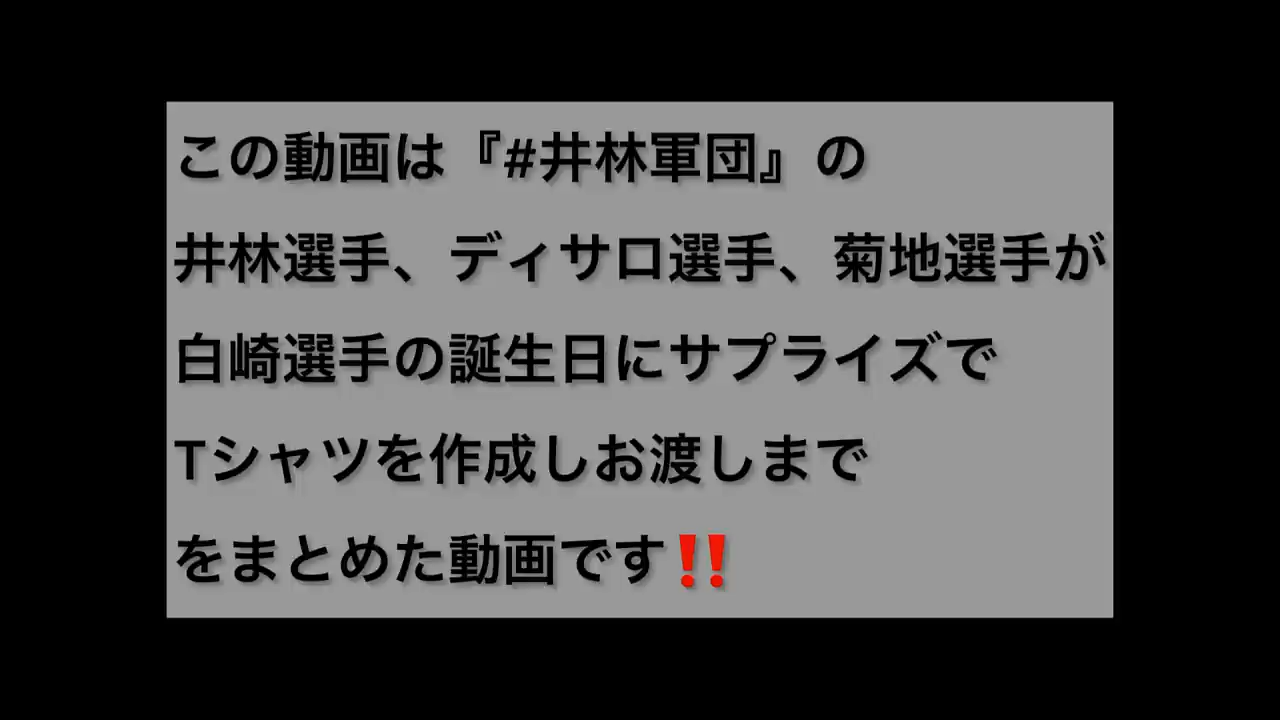 この動画は『#井林軍団』の
井林選手、ディサロ選手、菊地選手が
白崎選手の誕生日にサプライズで
Tシャツを作成しお渡しまで
をまとめた動画です‼️